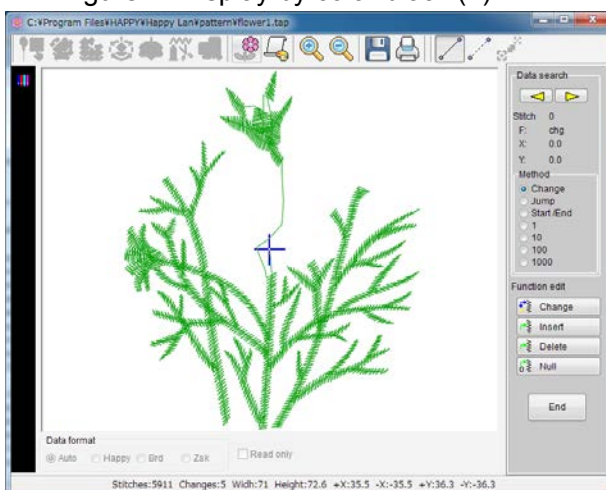 C:¥Program Files¥HAPPY¥Happy Lan¥pattern¥flower1.tap
Data search
Stitch 0
F: chg
X: 0.0
Y: 0.0
Method
Change
Jump
Start /End
1
10
100
1000
Function edit
Change
Insert
Delete
Null
End
Data format
Auto Happy Brd Zsk Read only
Stitches:5911 Changes:5 Widh:71 Height:72.6 +X:35.5 -X:-35.5 +Y:36.3 -Y:-36.3